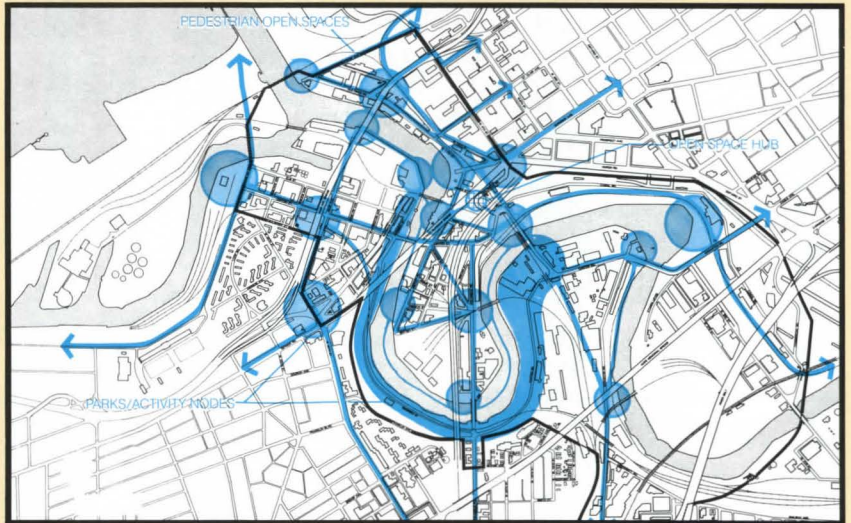 PEDESTRIAN OPEN SPACES
OPEN SPACE HUB
PARKS/ACTIVITY NODES